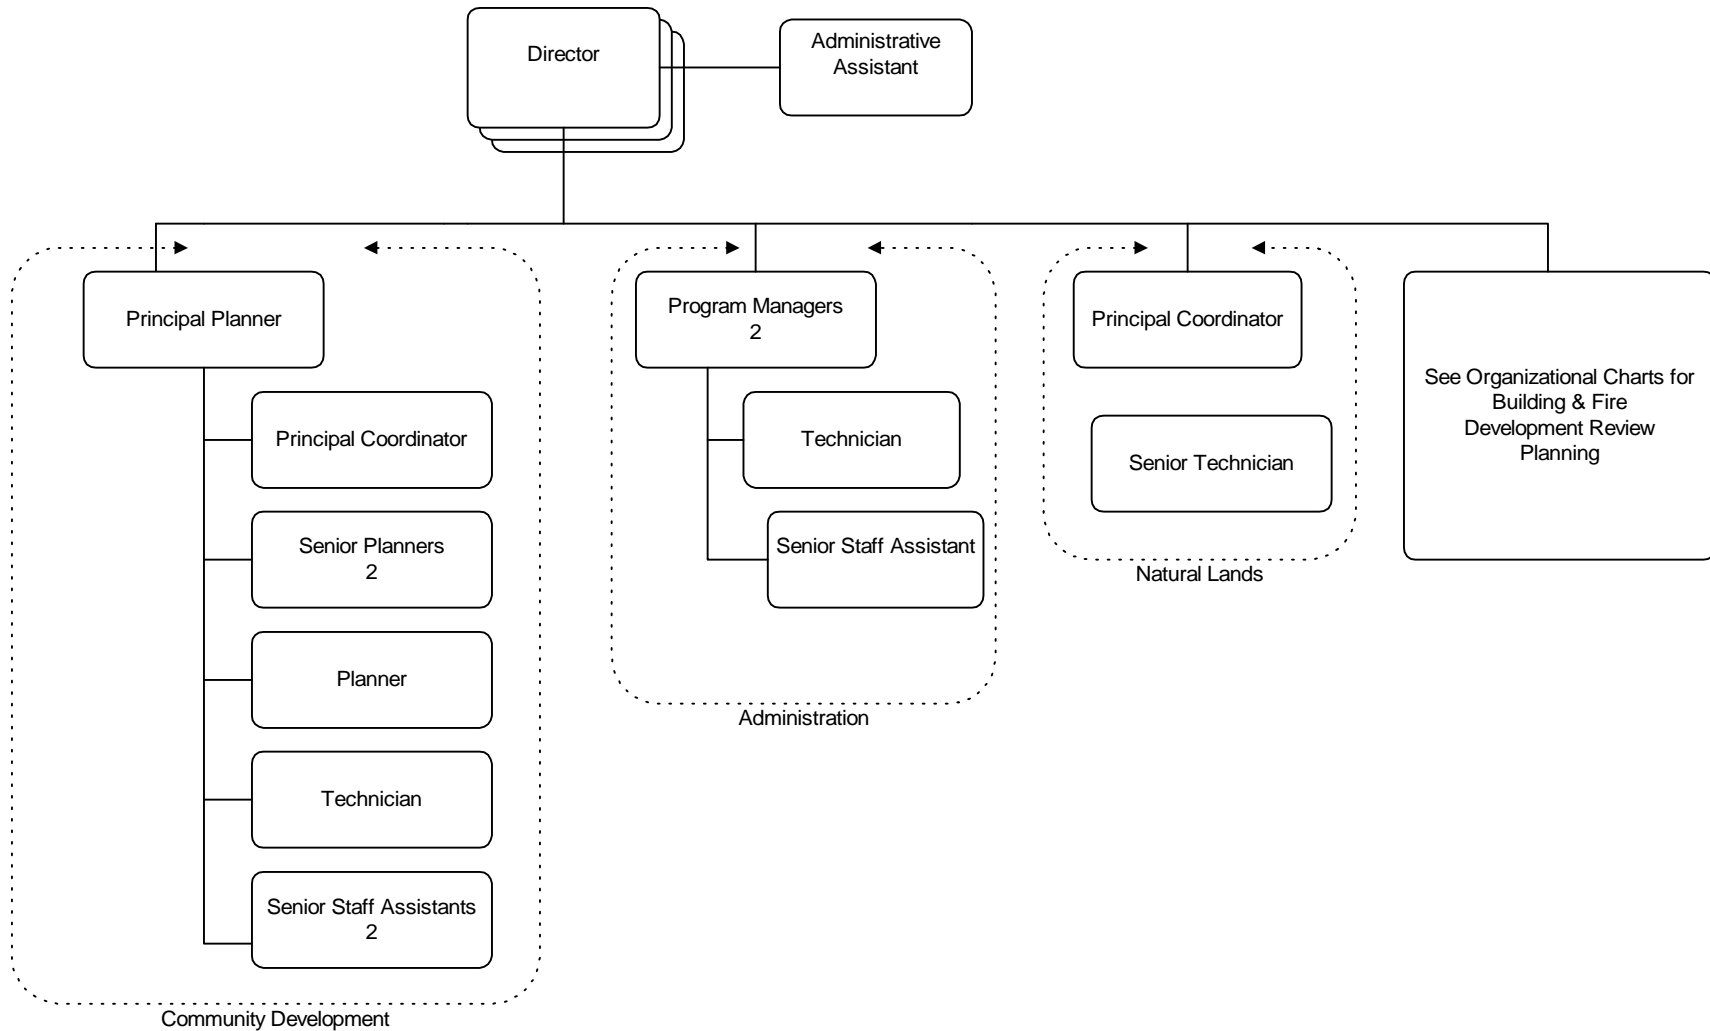 Director
Administrative
Assistant
Principal Planner
Principal Coordinator
Senior Planners
2
Planner
Technician
Senior Staff Assistants
2
Community Development
Program Managers
2
Technician
Senior Staff Assistant
Administration
Principal Coordinator
Senior Technician
Natural Lands
See Organizational Charts for
Building & Fire
Development Review
Planning